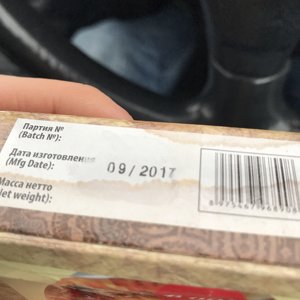 Партия №
(Batch №):
Дата изготовления
(Mfg Date):
09/2017
Масса нетто
(Net weight):